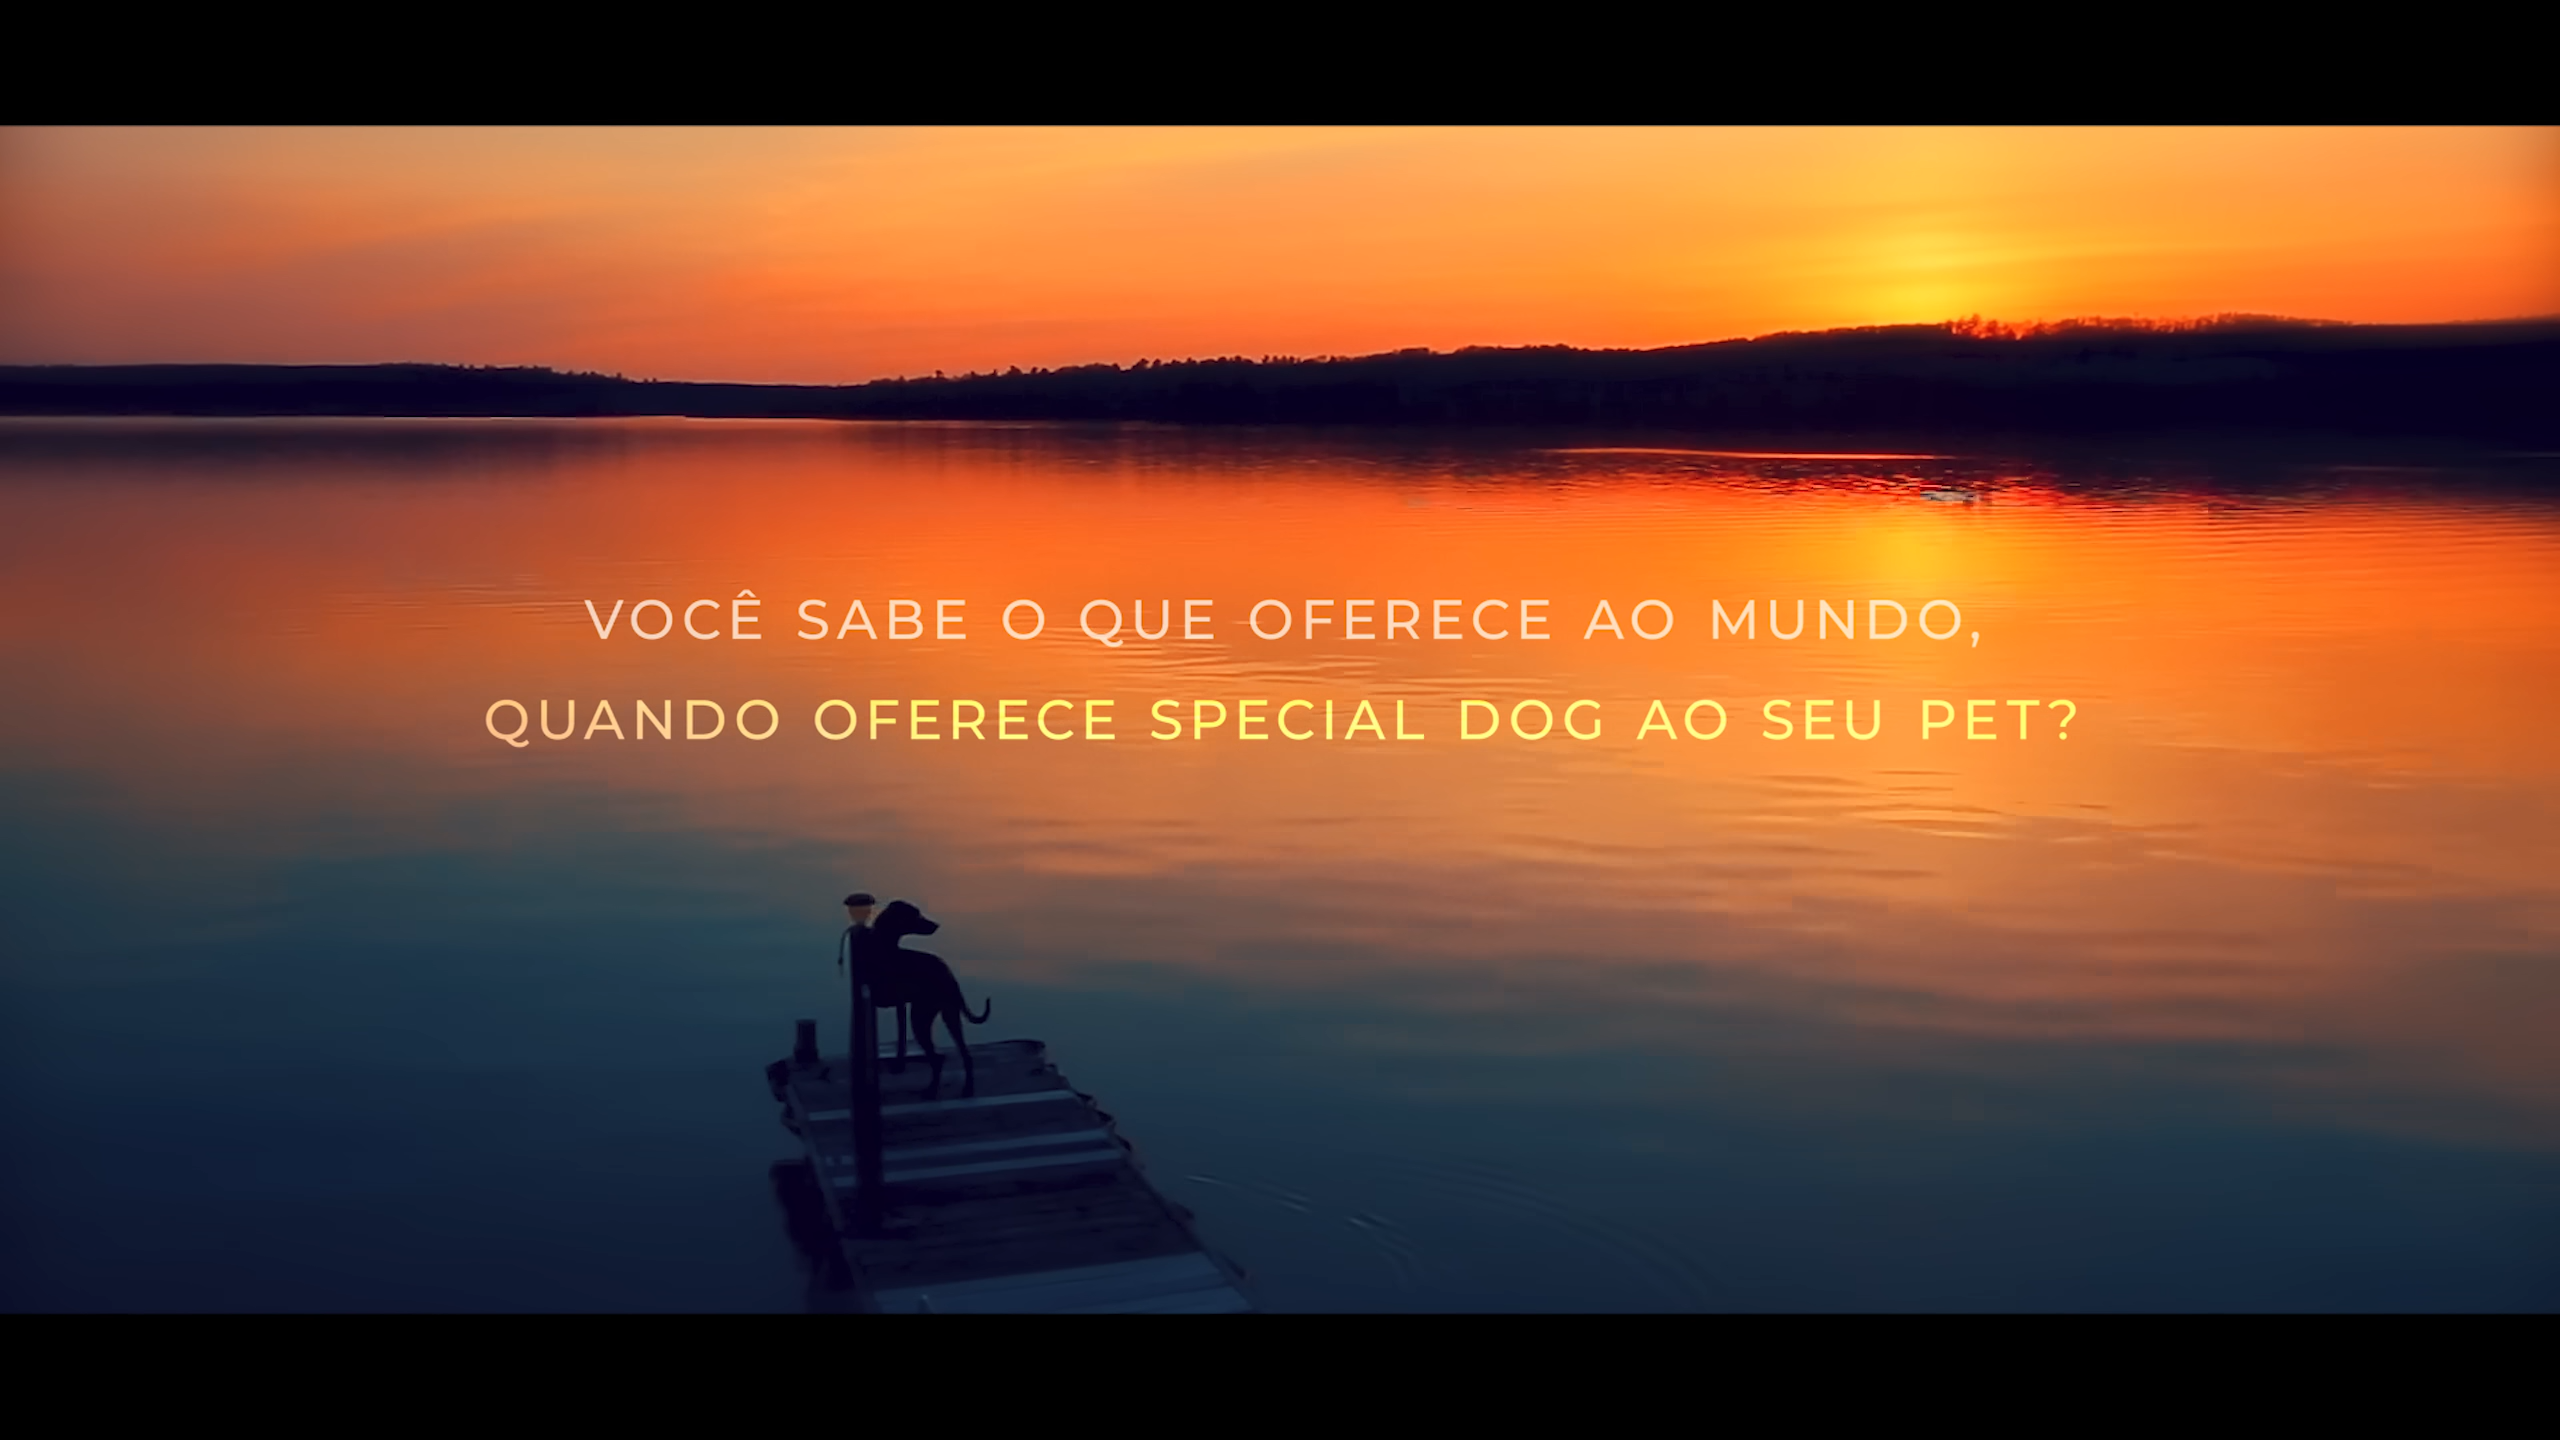 VOCÊ SABE O QUE OFERECE AO MUNDO,
QUANDO OFERECE SPECIAL DOG AO SEU PET?